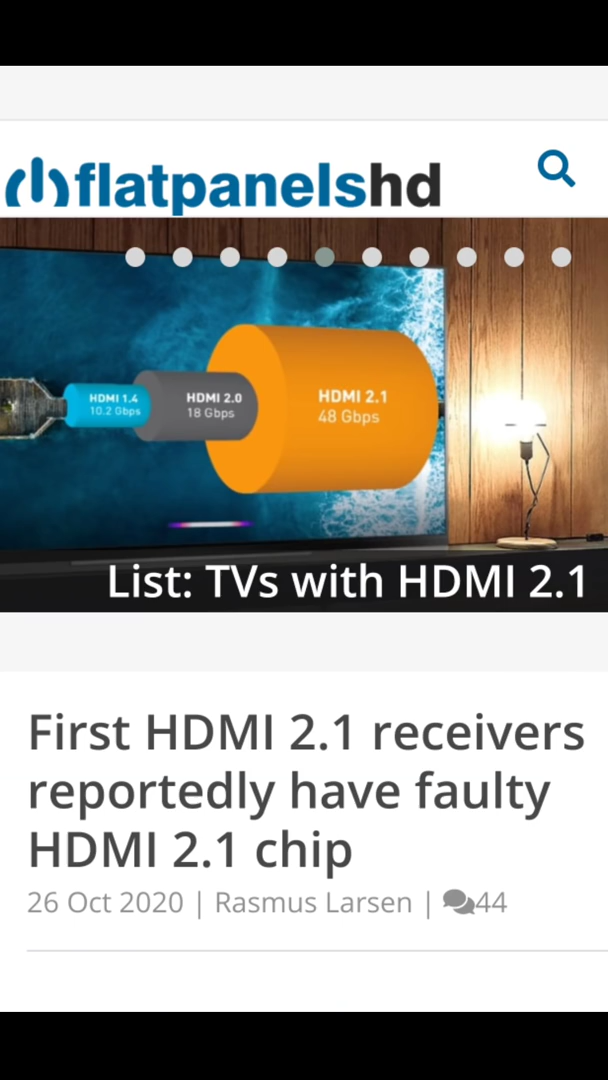 flatpanelshd
HDMI 1.4
10.2 Gbps
HDMI 2.0
18 Gbps
HDMI 2.1
48 Gbps
List: TVs with HDMI 2.1
First HDMI 2.1 receivers
reportedly have faulty
HDMI 2.1 chip
26 Oct 2020 | Rasmus Larsen | 44